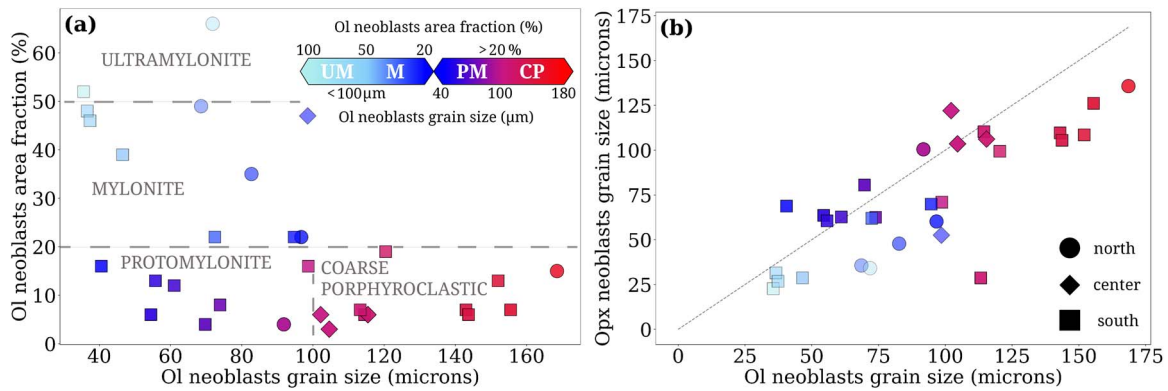 (a)
Ol neoblasts area fraction (%)
100 50 20 >20 %
UM M PM CP
<100μm 40 100 180
Ol neoblasts grain size (μm)
ULTRAMYLONITE
MYLONITE
PROTOMYLONITE
COARSE
PORPHYROCLASTIC
Ol neoblasts area fraction (%)
60
50
40
30
20
10
0
40 60 80 100 120 140 160
Ol neoblasts grain size (microns)
(b)
Opx neoblasts grain size (microns)
175
150
125
100
75
50
25
0
north
center
south
0 25 50 75 100 125 150 175
Ol neoblasts grain size (microns)